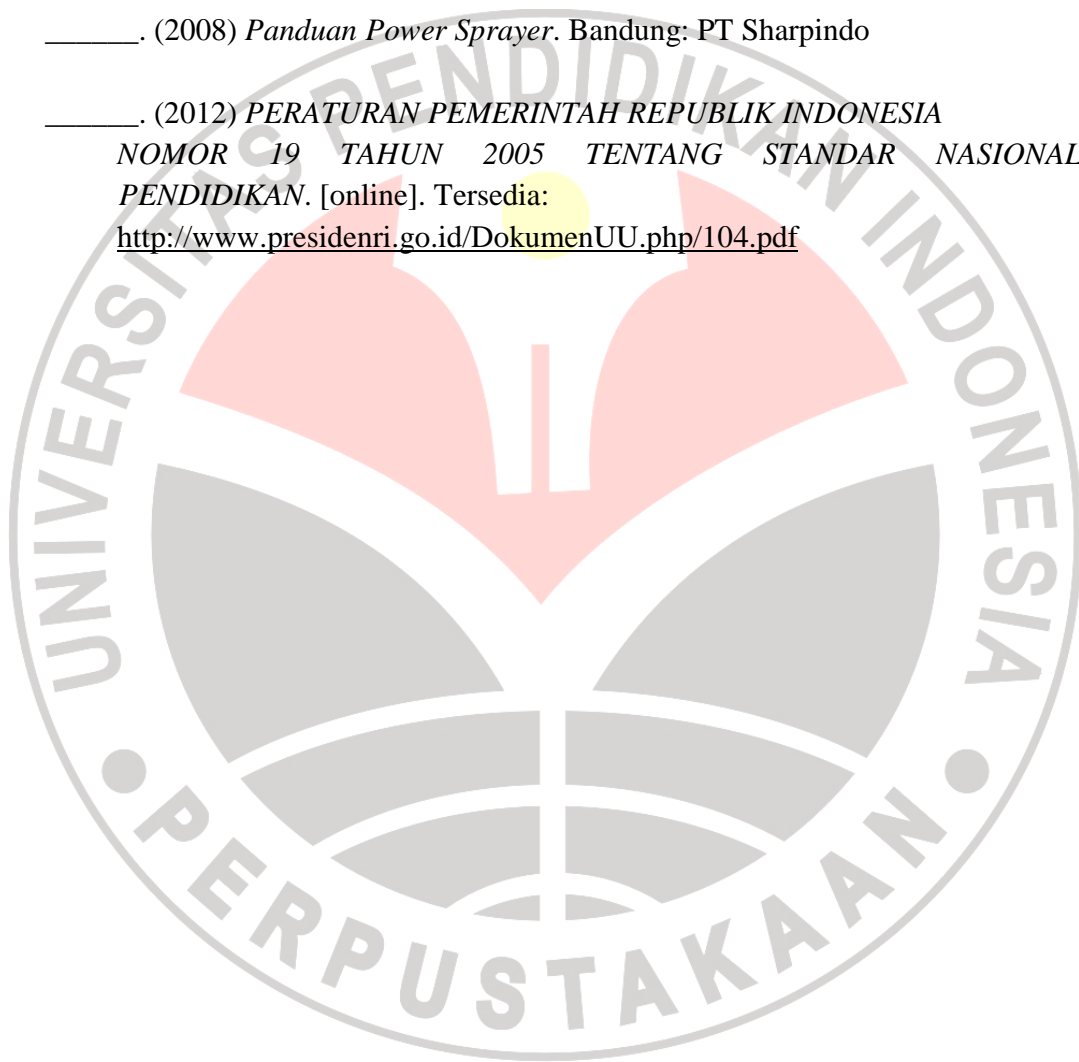 ______. (2008) Panduan Power Sprayer. Bandung: PT Sharpindo
______. (2012) PERATURAN PEMERINTAH REPUBLIK INDONESIA
NOMOR 19 TAHUN 2005 TENTANG STANDAR NASIONAL
PENDIDIKAN. [online]. Tersedia:
http://www.presidenri.go.id/DokumenUU.php/104.pdf
UNIVERSITAS PENDIDIKAN INDONESIA
PERPUSTAKAAN